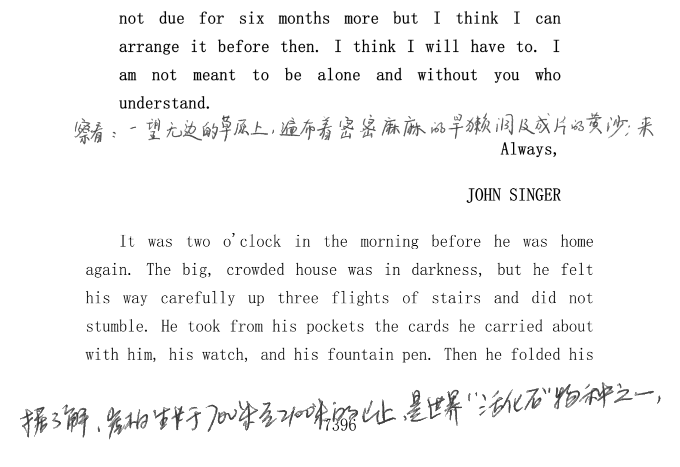 not due for six months more but I think I can
arrange it before then. I think I will have to. I
am not meant to be alone and without you who
understand.
察看：一望无边的草原上，遍布着密密麻麻的旱獭洞及成片的黄沙；来
Always,
JOHN SINGER
It was two o'clock in the morning before he was home
again. The big, crowded house was in darkness, but he felt
his way carefully up three flights of stairs and did not
stumble. He took from his pockets the cards he carried about
with him, his watch, and his fountain pen. Then he folded his
据了解，岩柏生长于700米至2100米的山上，是世界“活化石”物种之一，
7396